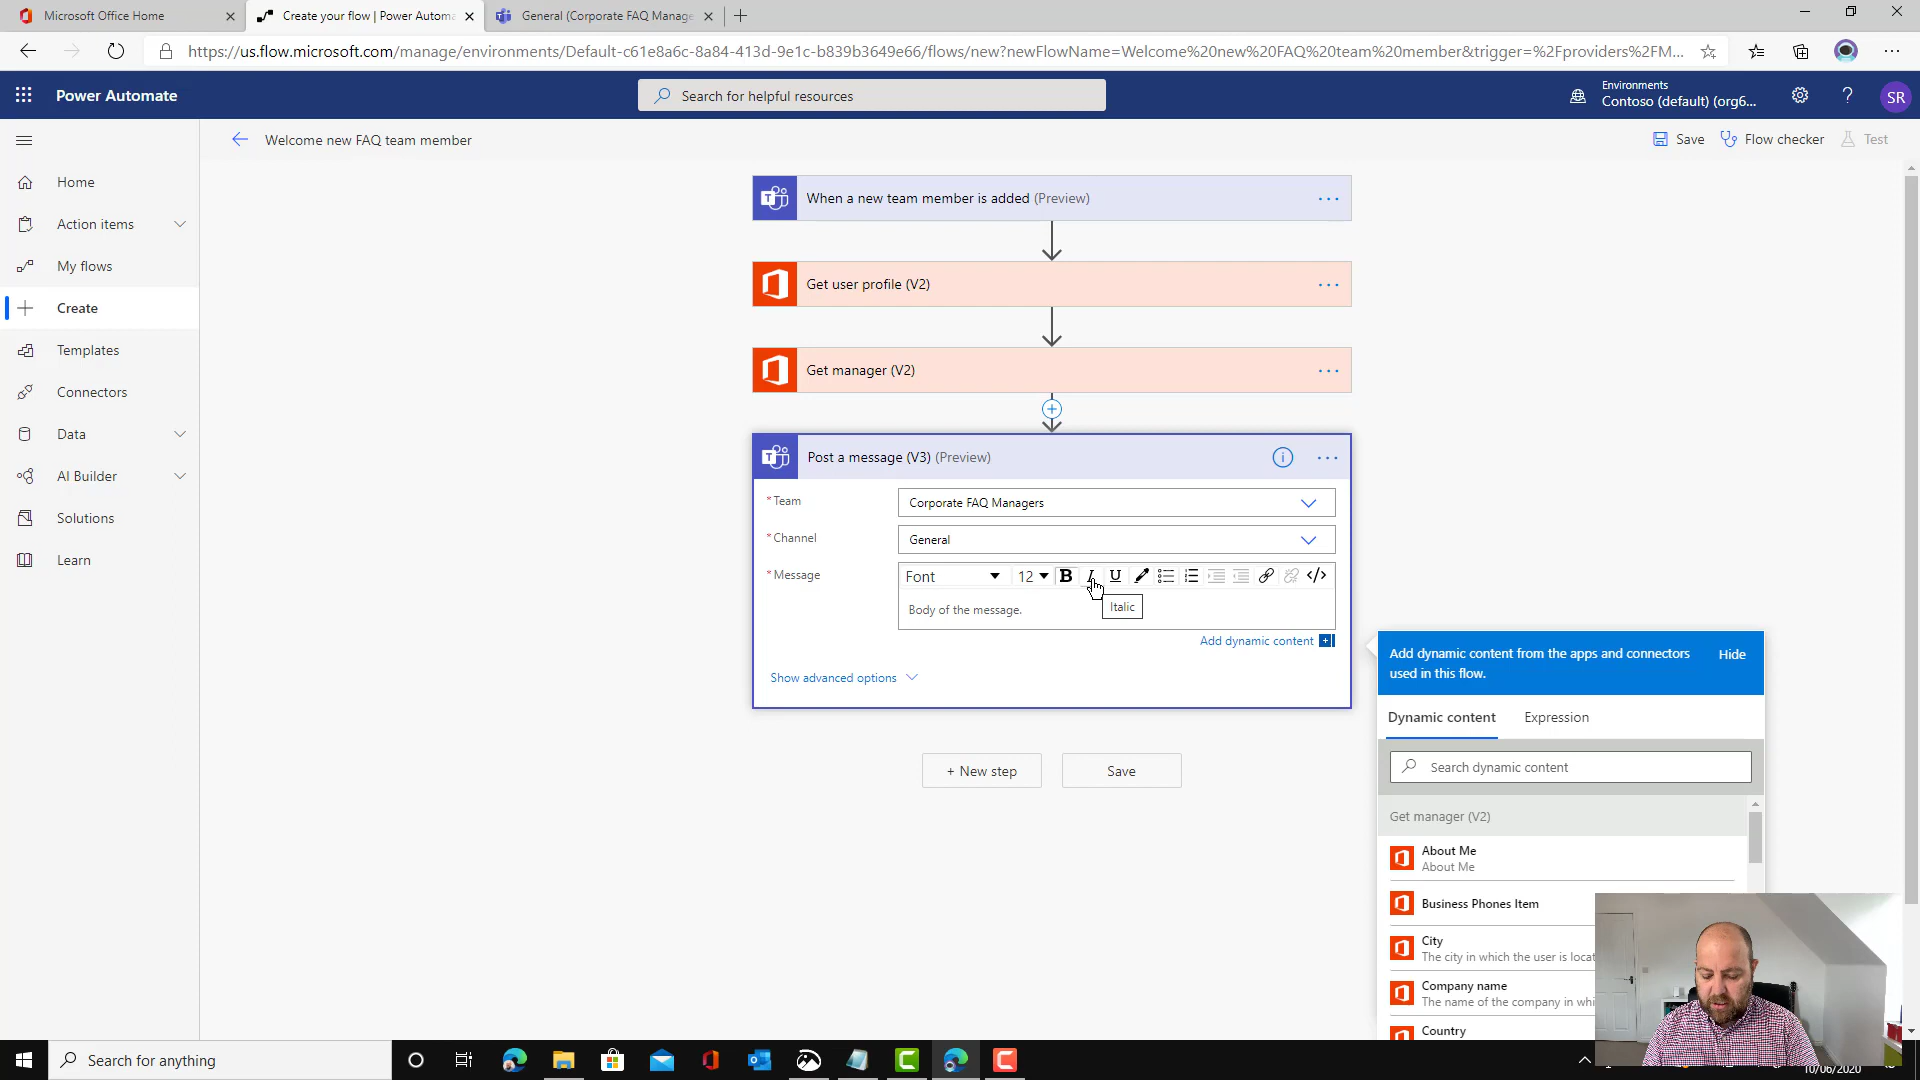 Microsoft Office Home
Create your flow | Power Automa
General (Corporate FAQ Manage
https://us.flow.microsoft.com/manage/environments/Default-c61e8a6c-8a84-413d-9e1c-b839b3649e66/flows/new?newFlowName=Welcome%20new%20FAQ%20team%20member&trigger=%2Fproviders%2FM...
Power Automate
Search for helpful resources
Environments
Contoso (default) (org6...
?
SR
Welcome new FAQ team member
Save
Flow checker
Test
Home
Action items
My flows
Create
Templates
Connectors
Data
AI Builder
Solutions
Learn
When a new team member is added (Preview)
Get user profile (V2)
Get manager (V2)
Post a message (V3) (Preview)
* Team
Corporate FAQ Managers
* Channel
General
* Message
Font
12
B I U
Body of the message.
Italic
Add dynamic content
Show advanced options
+ New step
Save
Add dynamic content from the apps and connectors
used in this flow.
Hide
Dynamic content
Expression
Search dynamic content
Get manager (V2)
About Me
About Me
Business Phones Item
City
The city in which the user is locat
Company name
The name of the company in whi
Country
Search for anything
10/06/2020